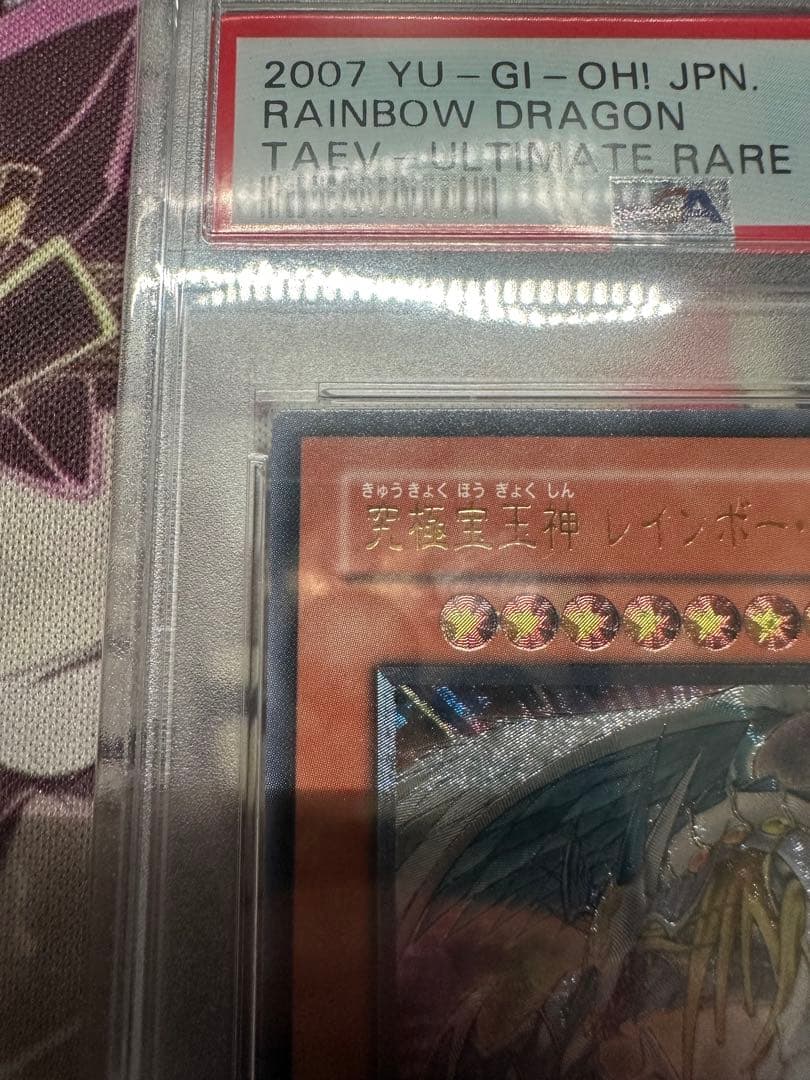 2007 YU-GI-OH! JPN.
RAINBOW DRAGON
TAEV-ULTIMATE RARE
きゅうきょくほうぎょくしん
究極宝玉神 レインボー・